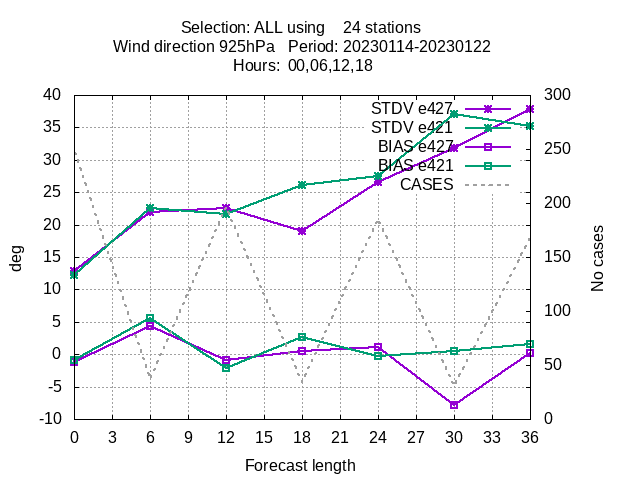 Selection: ALL using    24 stations
Wind direction 925hPa   Period: 20230114-20230122
Hours:  00,06,12,18
STDV e427
STDV e421
BIAS e427
BIAS e421
CASES
40
35
30
25
20
15
10
5
0
-5
-10
deg
300
250
200
150
100
50
0
No cases
0 3 6 9 12 15 18 21 24 27 30 33 36
Forecast length